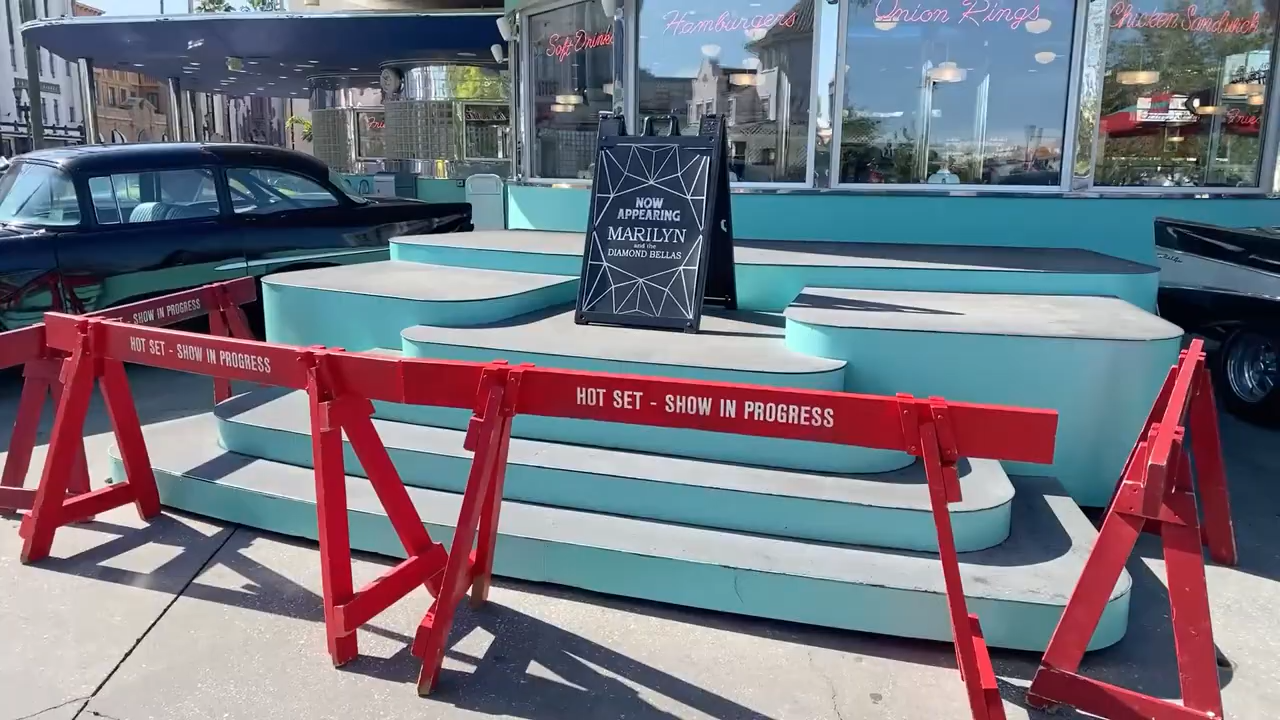 Soft Drinks
Hamburgers
Onion Rings
Chicken Sandwich
Fries
NOW
APPEARING
MARILYN
and the
DIAMOND BELLAS
SHOW IN PROGRESS
HOT SET - SHOW IN PROGRESS
HOT SET - SHOW IN PROGRESS